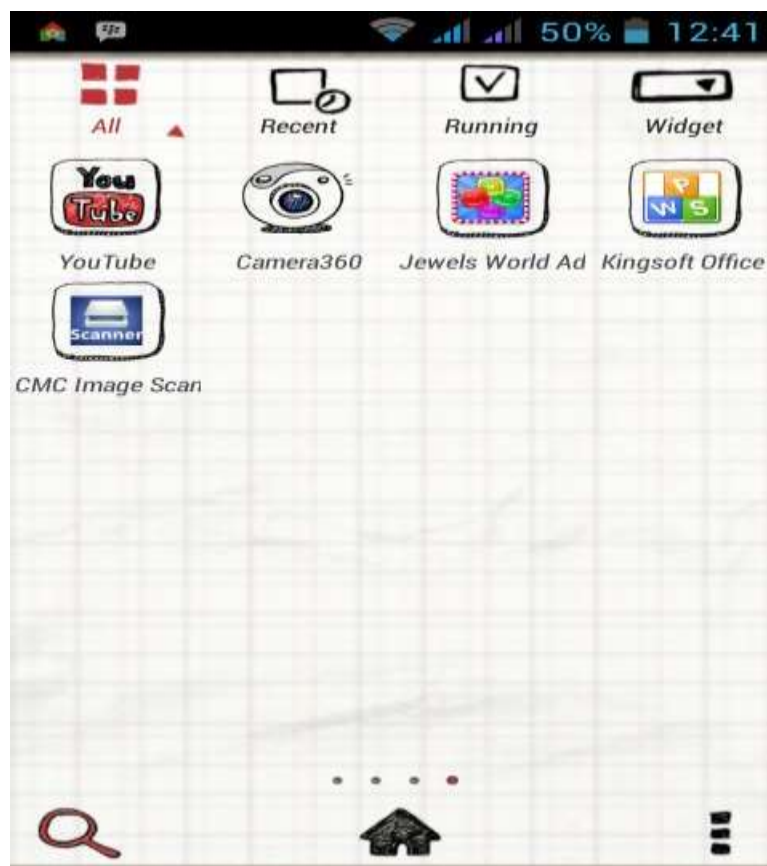 50% 12:41
All Recent Running Widget
You
Tube
P
W S
YouTube Camera360 Jewels World Ad Kingsoft Office
Scanner
CMC Image Scan